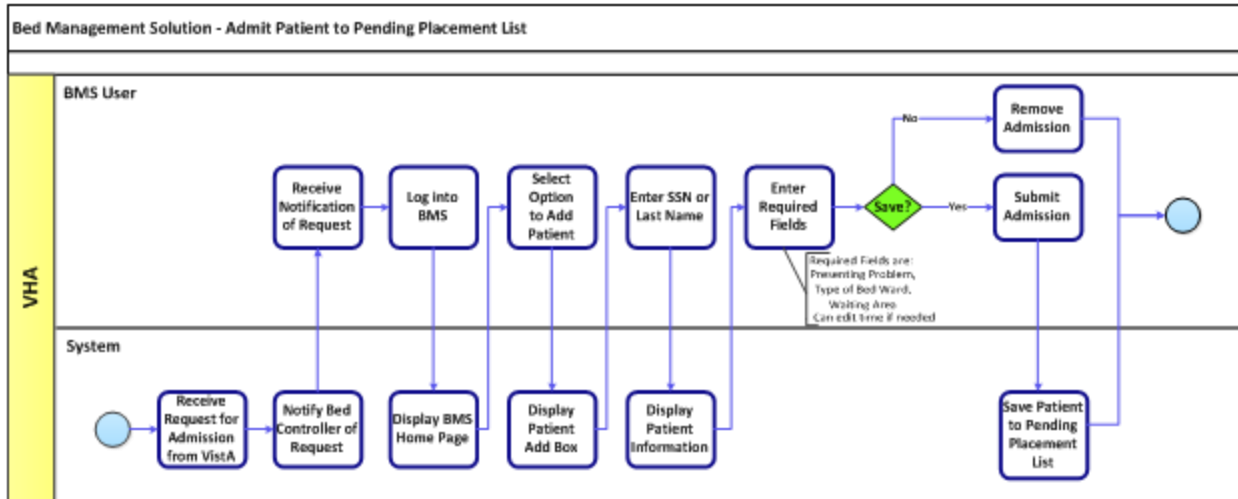 Bed Management Solution - Admit Patient to Pending Placement List
VHA
BMS User
Receive
Notification
of Request
Log into
BMS
Select
Option
to Add
Patient
Enter SSN or
Last Name
Enter
Required
Fields
Save?
No
Yes
Remove
Admission
Submit
Admission
Required Fields are:
Presenting Problem,
Type of Bed Ward,
Waiting Area
Can edit time if needed
System
Receive
Request for
Admission
from VistA
Notify Bed
Controller of
Request
Display BMS
Home Page
Display
Patient
Add Box
Display
Patient
Information
Save Patient
to Pending
Placement
List